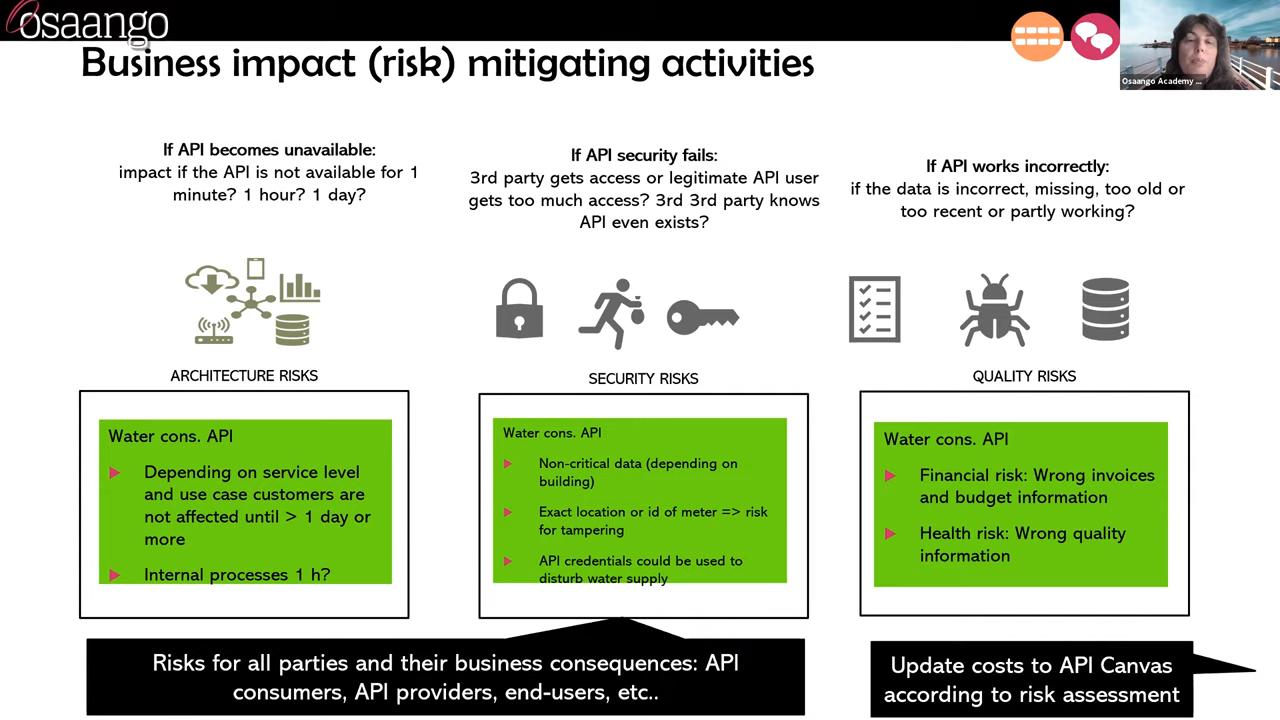 osaango
Business impact (risk) mitigating activities
Osaango Academy ...
If API becomes unavailable:
impact if the API is not available for 1
minute? 1 hour? 1 day?
If API security fails:
3rd party gets access or legitimate API user
gets too much access? 3rd 3rd party knows
API even exists?
If API works incorrectly:
if the data is incorrect, missing, too old or
too recent or partly working?
ARCHITECTURE RISKS
SECURITY RISKS
QUALITY RISKS
Water cons. API
Depending on service level
and use case customers are
not affected until > 1 day or
more
Internal processes 1 h?
Water cons. API
Non-critical data (depending on
building)
Exact location or id of meter => risk
for tampering
API credentials could be used to
disturb water supply
Water cons. API
Financial risk: Wrong invoices
and budget information
Health risk: Wrong quality
information
Risks for all parties and their business consequences: API
consumers, API providers, end-users, etc..
Update costs to API Canvas
according to risk assessment